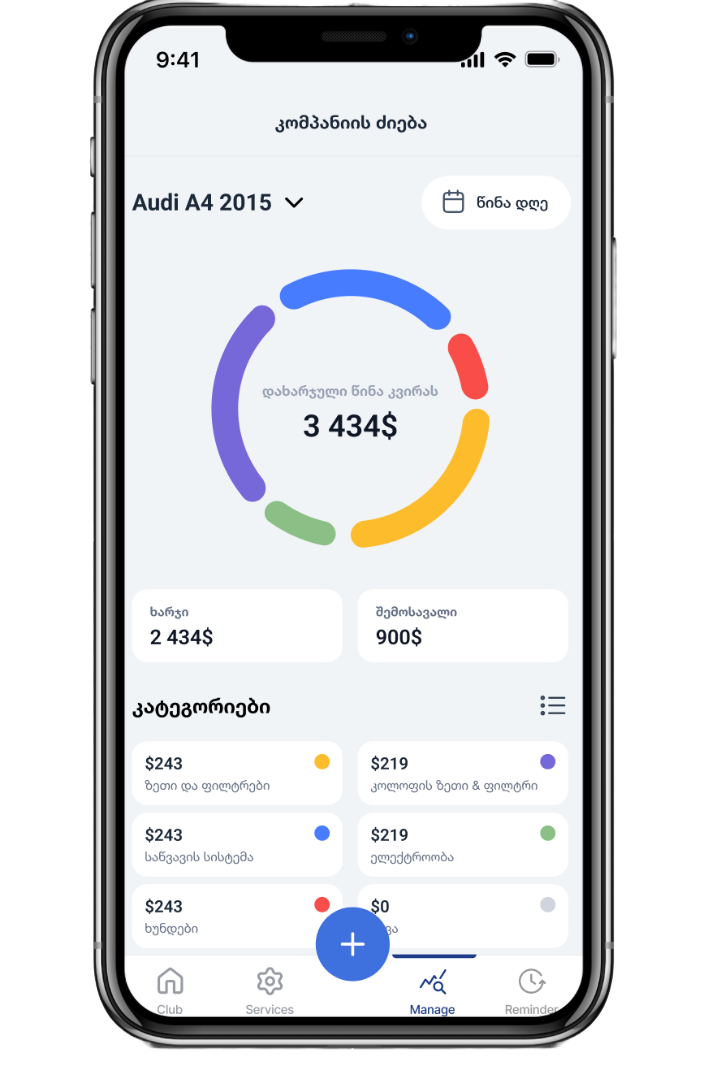 9:41
კომპანიის ძიება
Audi A4 2015
წინა დღე
დახარჯული წინა კვირას
3 434$
ხარჯი
2 434$
შემოსავალი
900$
კატეგორიები
$243
ზეთი და ფილტრები
$219
კოლოფის ზეთი & ფილტრი
$243
საწვავის სისტემა
$219
ელექტროობა
$243
ხუნდები
$0
Club
Services
Manage
Reminder